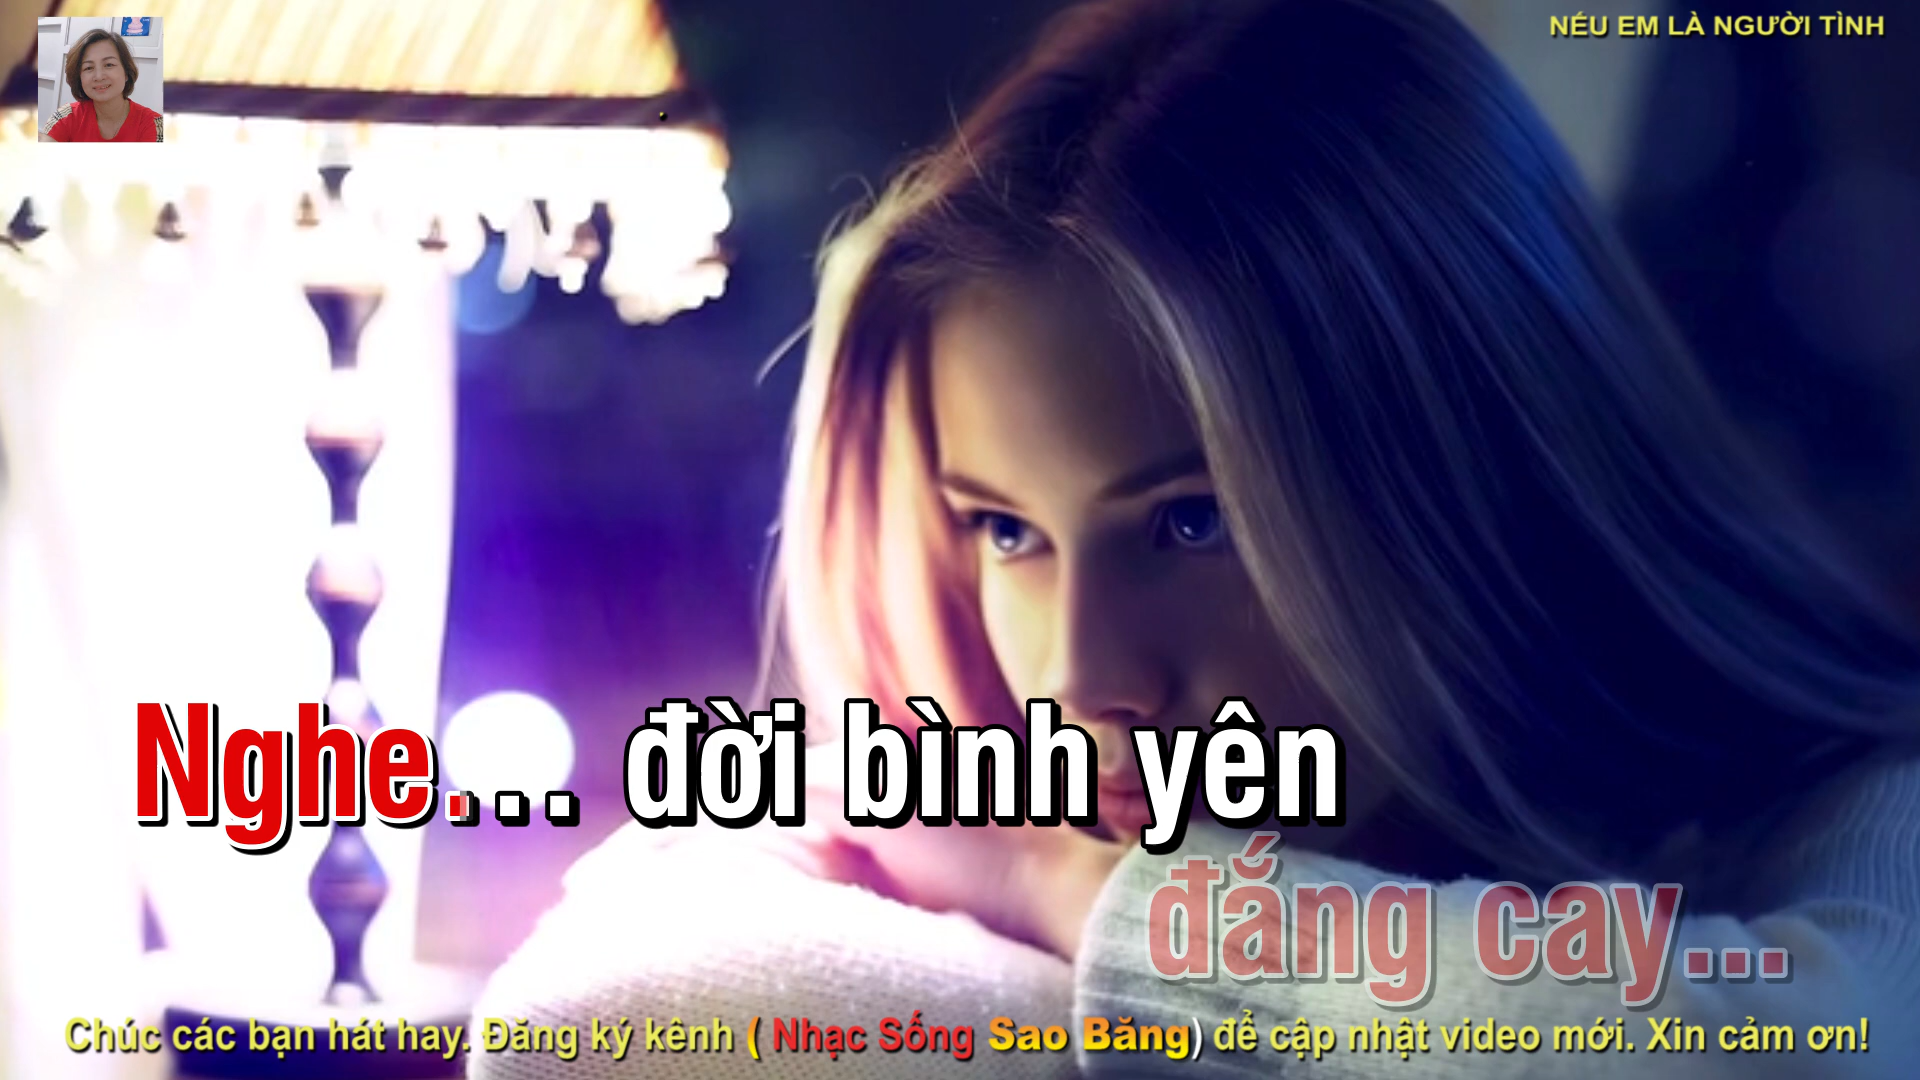 NẾU EM LÀ NGƯỜI TÌNH
Nghe... đời bình yên
đắng cay...
Chúc các bạn hát hay. Đăng ký kênh ( Nhạc Sống Sao Băng) để cập nhật video mới. Xin cảm ơn!